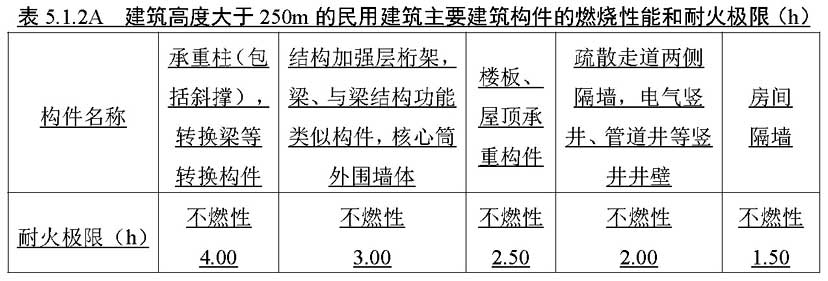 表 5.1.2A 建筑高度大于 250m 的民用建筑主要建筑构件的燃烧性能和耐火极限（h）
构件名称
承重柱（包
括斜撑），
转换梁等
转换构件
结构加强层桁架，
梁、与梁结构功能
类似构件，核心筒
外围墙体
楼板、
屋顶承
重构件
疏散走道两侧
隔墙，电气竖
井、管道井等竖
井井壁
房间
隔墙
耐火极限（h）
不燃性
4.00
不燃性
3.00
不燃性
2.50
不燃性
2.00
不燃性
1.50